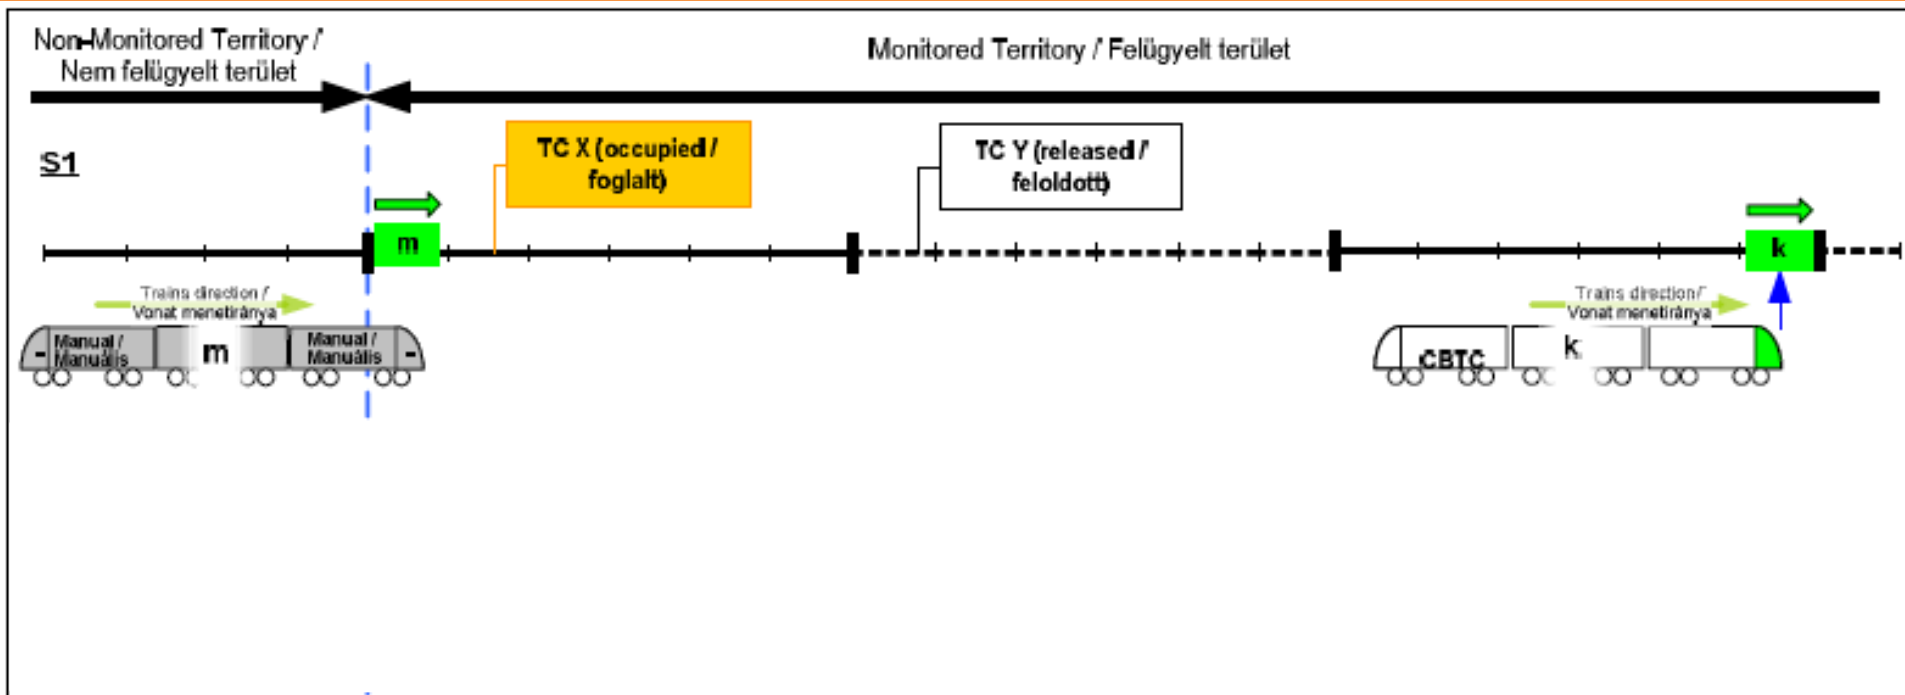 Non-Monitored Territory /
Nem felügyelt terület
Monitored Territory / Felügyelt terület
S1
TC X (occupied /
foglalt)
TC Y (released /
feloldott)
m
k
Trains direction /
Vonat menetiránya
Manual /
Manuális
m
Manual /
Manuális
Trains direction/
Vonat menetiránya
CBTC
k